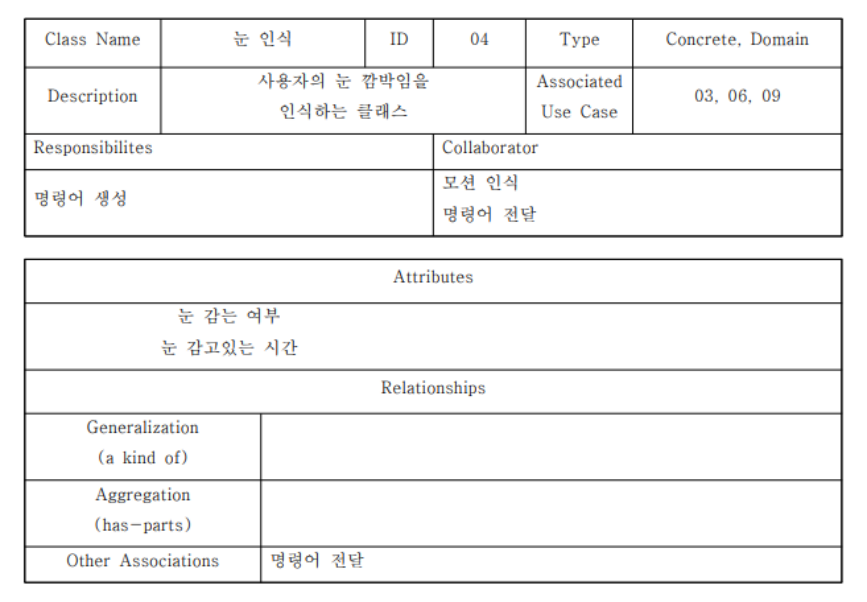 Class Name 눈 인식 ID 04 Type Concrete, Domain
Description 사용자의 눈 깜박임을 인식하는 클래스 Associated Use Case 03, 06, 09
Responsibilites Collaborator
명령어 생성 모션 인식
명령어 전달
Attributes
눈 감는 여부
눈 감고있는 시간
Relationships
Generalization
(a kind of)
Aggregation
(has-parts)
Other Associations 명령어 전달